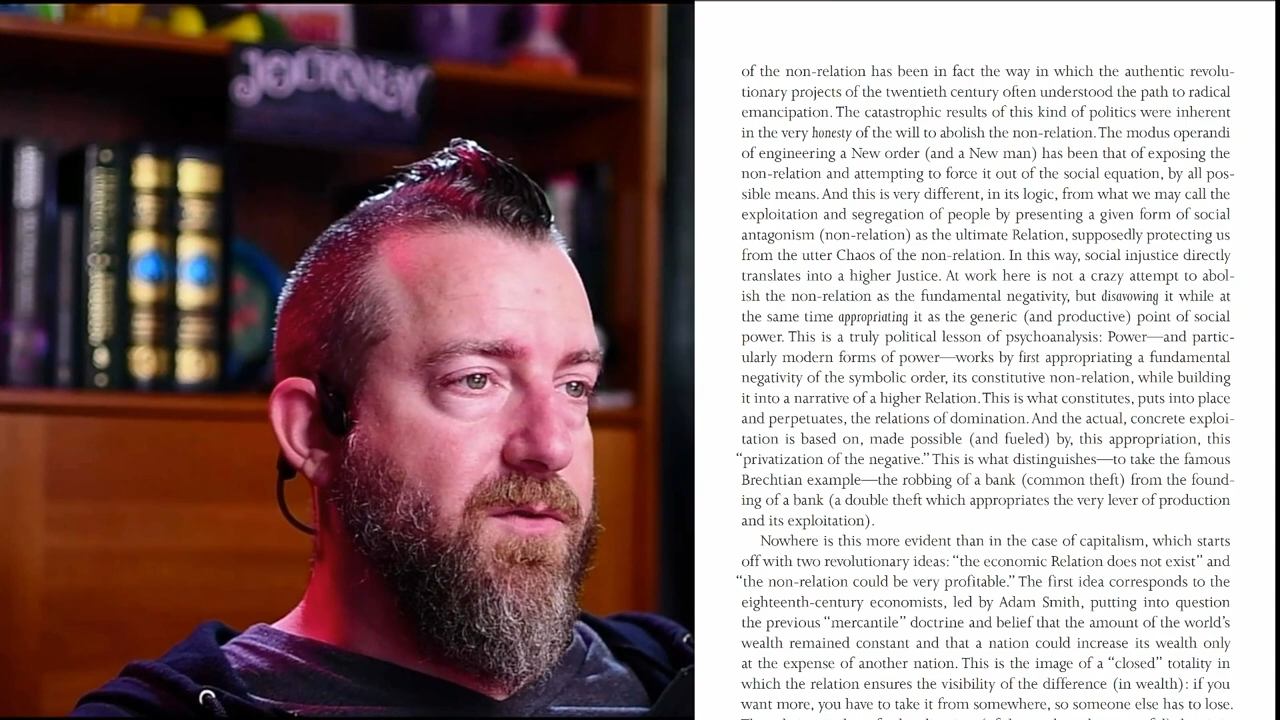 JOURNEY
of the non-relation has been in fact the way in which the authentic revolu-
tionary projects of the twentieth century often understood the path to radical
emancipation. The catastrophic results of this kind of politics were inherent
in the very honesty of the will to abolish the non-relation. The modus operandi
of engineering a New order (and a New man) has been that of exposing the
non-relation and attempting to force it out of the social equation, by all pos-
sible means. And this is very different, in its logic, from what we may call the
exploitation and segregation of people by presenting a given form of social
antagonism (non-relation) as the ultimate Relation, supposedly protecting us
from the utter Chaos of the non-relation. In this way, social injustice directly
translates into a higher Justice. At work here is not a crazy attempt to abol-
ish the non-relation as the fundamental negativity, but disavowing it while at
the same time appropriating it as the generic (and productive) point of social
power. This is a truly political lesson of psychoanalysis: Power—and partic-
ularly modern forms of power—works by first appropriating a fundamental
negativity of the symbolic order, its constitutive non-relation, while building
it into a narrative of a higher Relation. This is what constitutes, puts into place
and perpetuates, the relations of domination. And the actual, concrete exploi-
tation is based on, made possible (and fueled) by, this appropriation, this
“privatization of the negative.” This is what distinguishes—to take the famous
Brechtian example—the robbing of a bank (common theft) from the found-
ing of a bank (a double theft which appropriates the very lever of production
and its exploitation).
Nowhere is this more evident than in the case of capitalism, which starts
off with two revolutionary ideas: “the economic Relation does not exist” and
“the non-relation could be very profitable.” The first idea corresponds to the
eighteenth-century economists, led by Adam Smith, putting into question
the previous “mercantile” doctrine and belief that the amount of the world’s
wealth remained constant and that a nation could increase its wealth only
at the expense of another nation. This is the image of a “closed” totality in
which the relation ensures the visibility of the difference (in wealth): if you
want more, you have to take it from somewhere, so someone else has to lose.